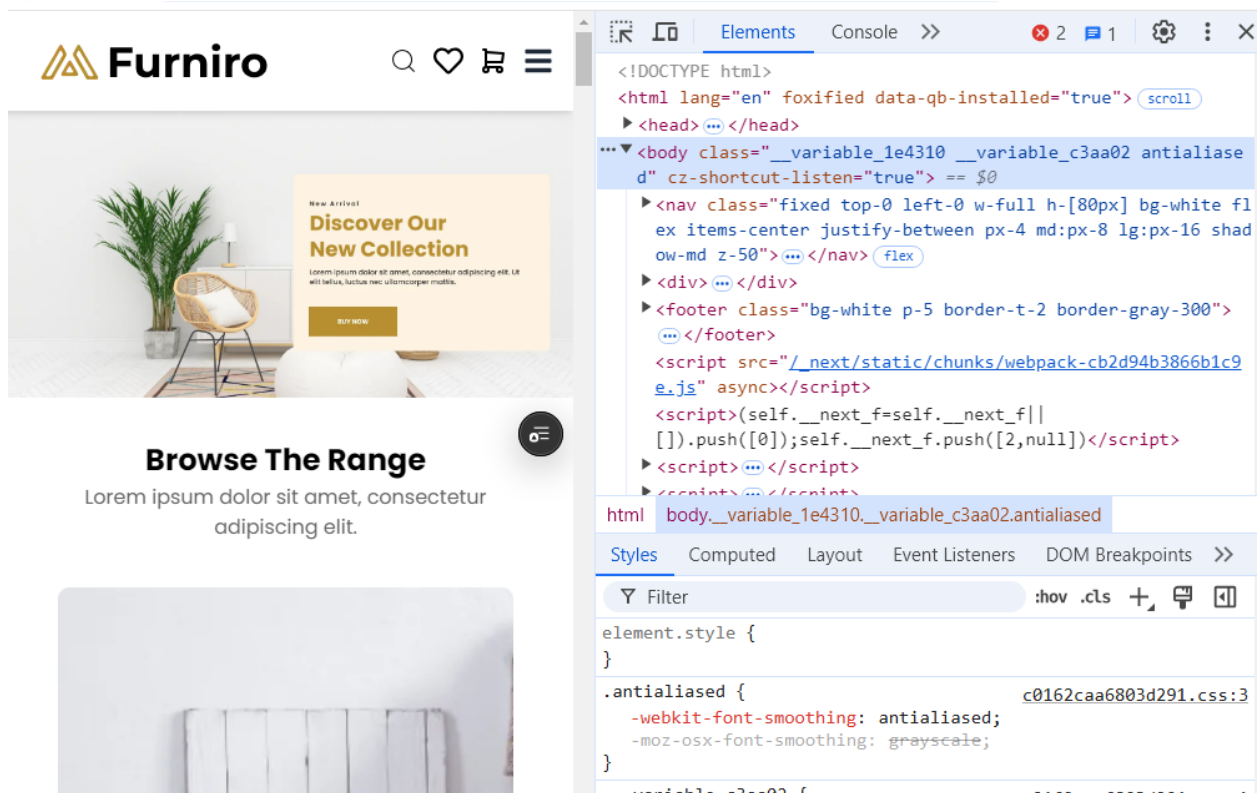 Furniro
New Arrival
Discover Our
New Collection
Lorem ipsum dolor sit amet, consectetur adipiscing elit. Ut
elit tellus, luctus nec ullamcorper mattis.
BUY NOW
Browse The Range
Lorem ipsum dolor sit amet, consectetur
adipiscing elit.
Elements Console 2 1
<!DOCTYPE html>
<html lang="en" foxified data-qb-installed="true"> scroll
<head> ••• </head>
••• <body class="__variable_1e4310 __variable_c3aa02 antialiase
d" cz-shortcut-listen="true"> == $0
<nav class="fixed top-0 left-0 w-full h-[80px] bg-white fl
ex items-center justify-between px-4 md:px-8 lg:px-16 shad
ow-md z-50"> ••• </nav> flex
<div> ••• </div>
<footer class="bg-white p-5 border-t-2 border-gray-300">
••• </footer>
<script src="/_next/static/chunks/webpack-cb2d94b3866b1c9
e.js" async></script>
<script>(self.__next_f=self.__next_f||
[]).push([0]);self.__next_f.push([2,null])</script>
<script> ••• </script>
<script> ••• </script>
html body.__variable_1e4310.__variable_c3aa02.antialiased
Styles Computed Layout Event Listeners DOM Breakpoints
Filter :hov .cls
element.style {
}
.antialiased { c0162caa6803d291.css:3
-webkit-font-smoothing: antialiased;
-moz-osx-font-smoothing: grayscale;
}